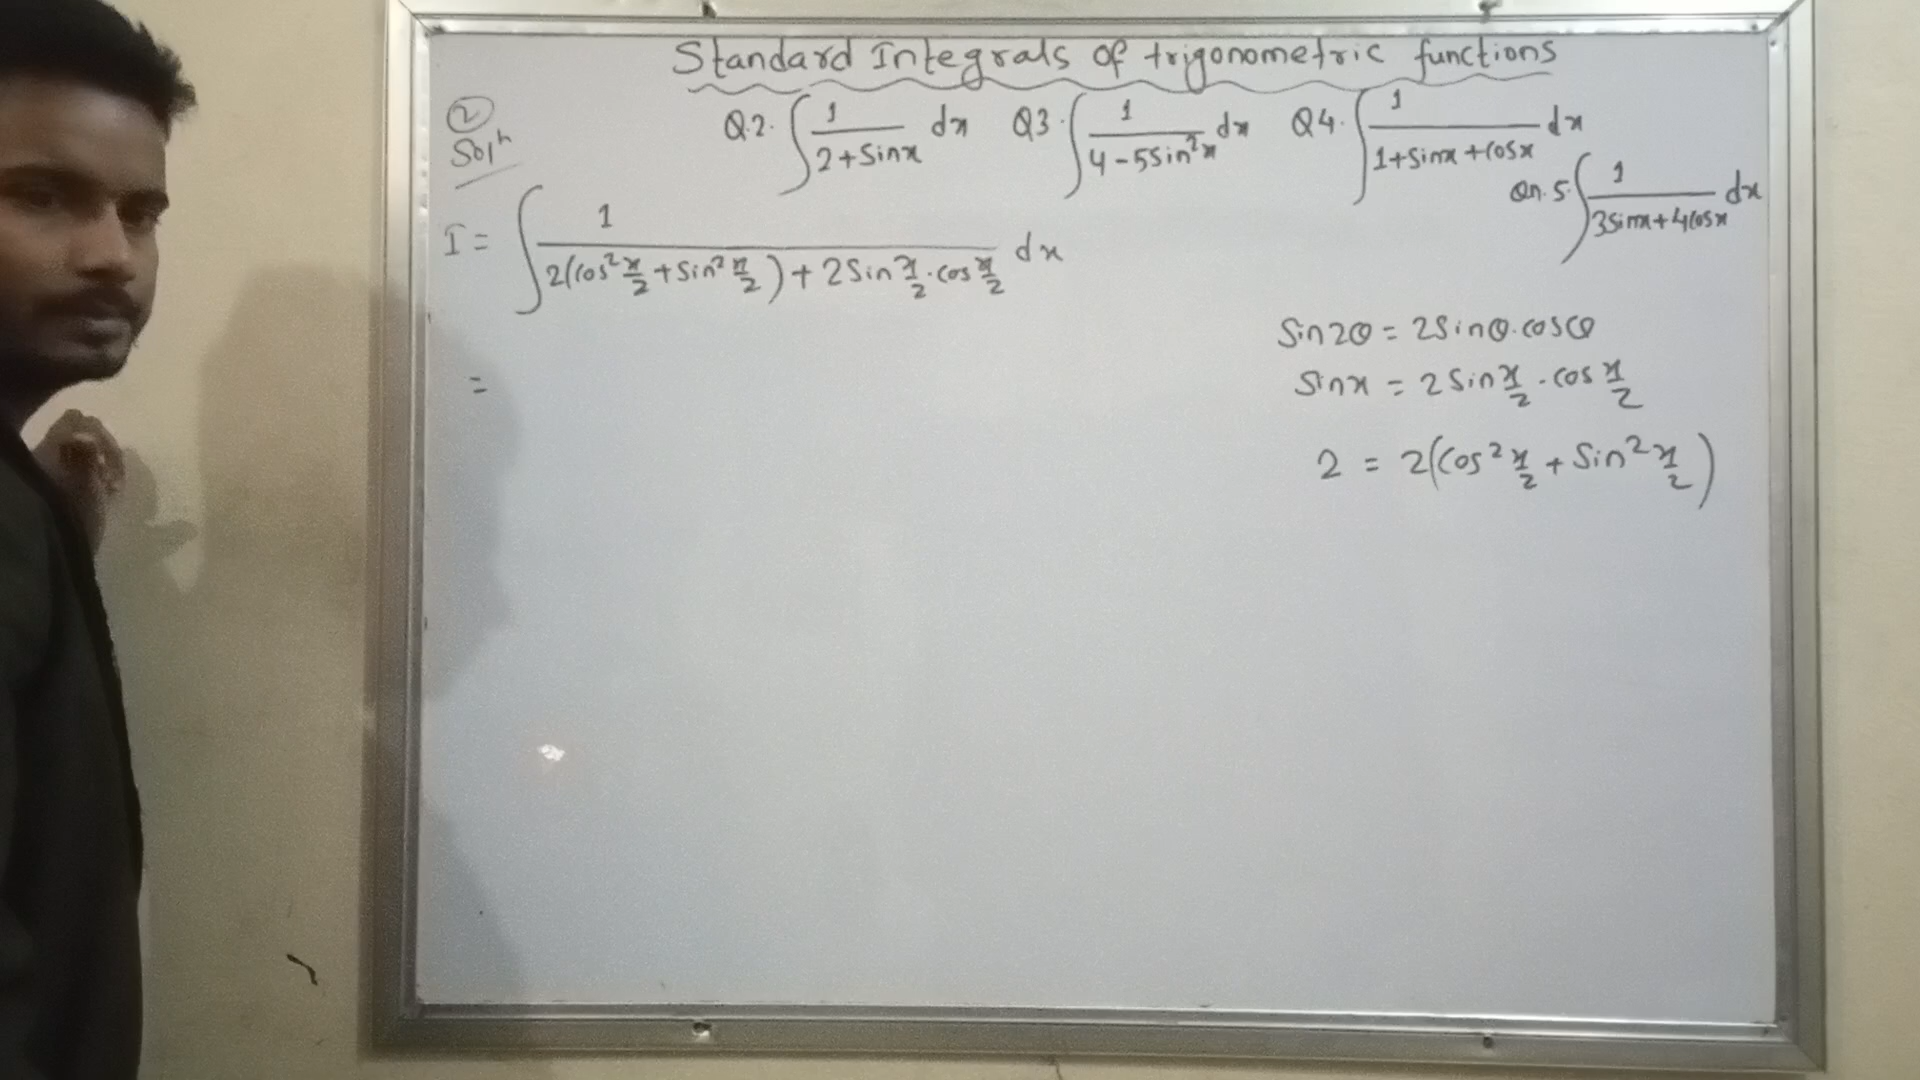 Standard Integrals of trigonometric functions
Q.2. ∫ 1/(2+Sinx) dx Q3. ∫ 1/(4-5Sin²x) dx Q4. ∫ 1/(1+Sinx+Cosx) dx
Qn.5. ∫ 1/(3Sinx+4Cosx) dx
②
Solⁿ
I = ∫ 1/(2(Cos² x/2 + Sin² x/2) + 2Sin x/2 . Cos x/2) dx
=
Sin2θ = 2Sinθ.cosθ
Sinx = 2Sin x/2 . cos x/2
2 = 2(Cos² x/2 + Sin² x/2)